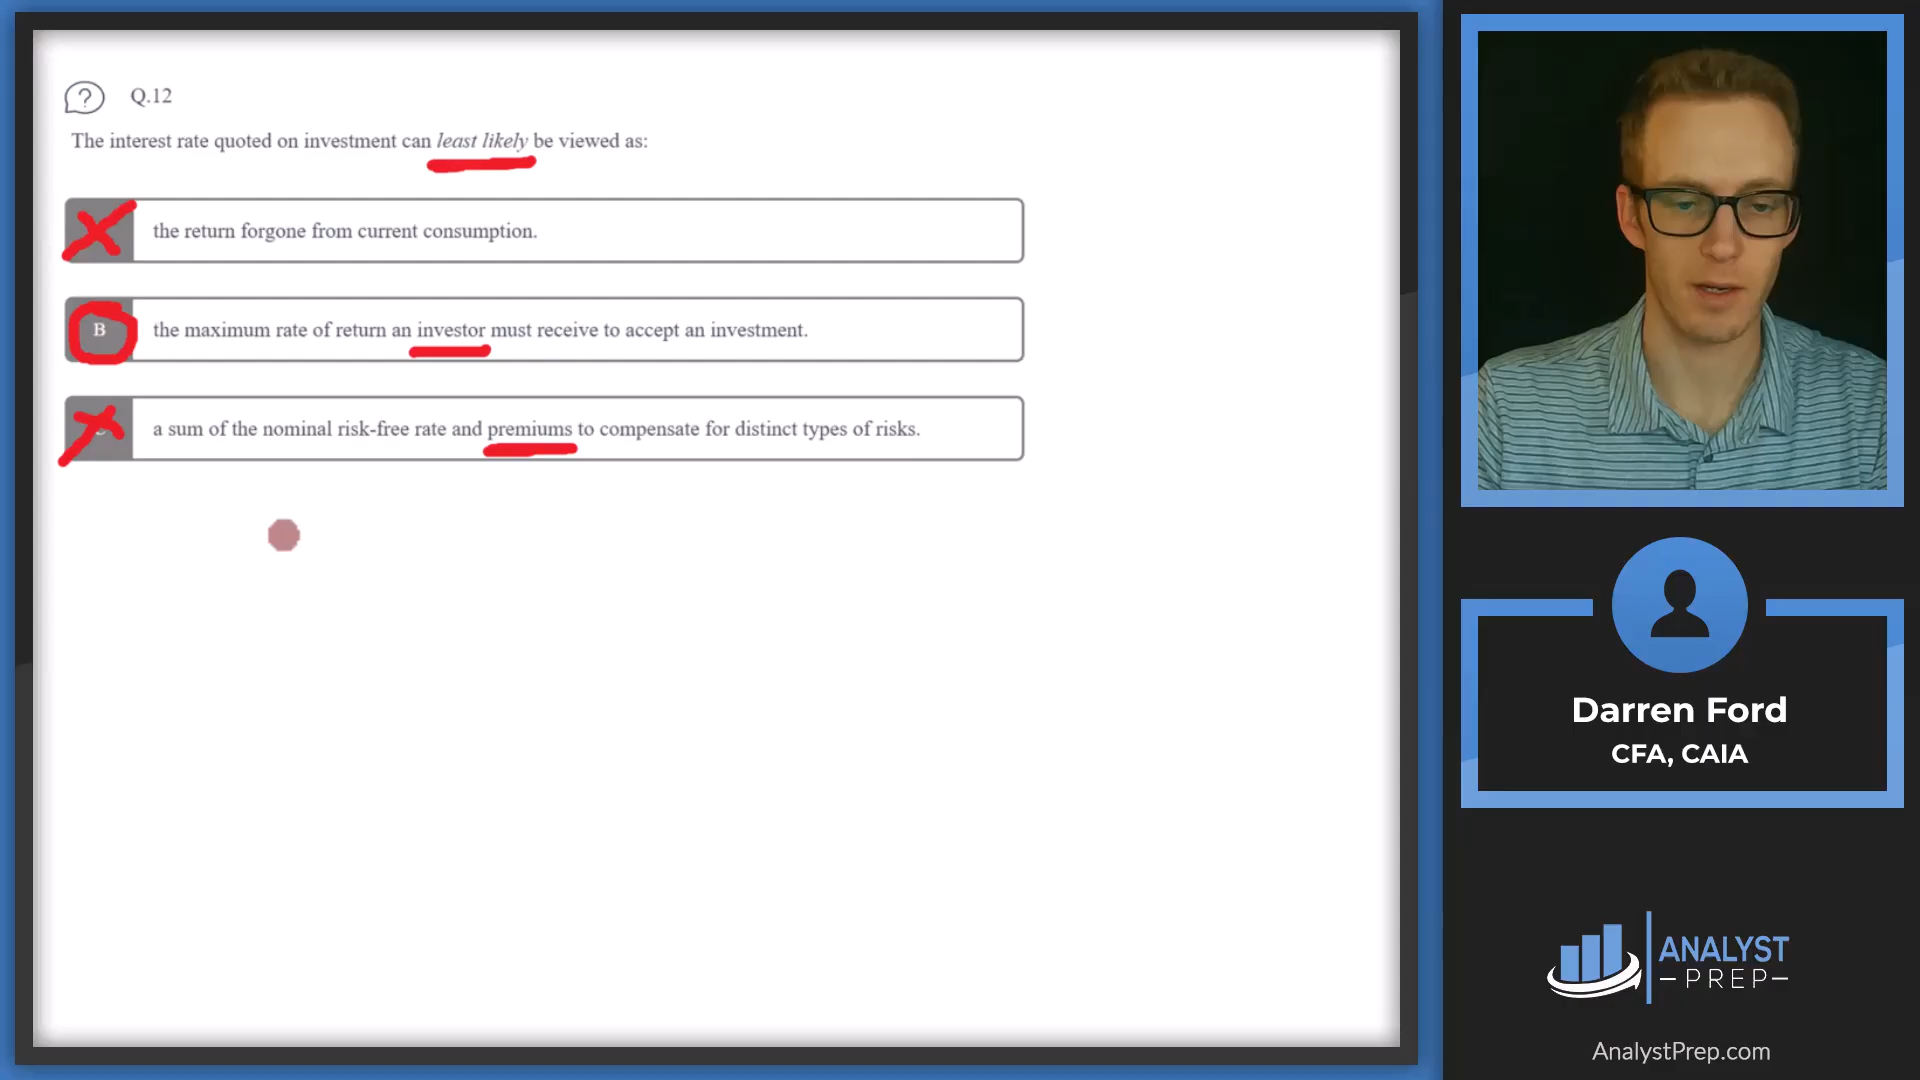 Q.12
The interest rate quoted on investment can least likely be viewed as:
the return forgone from current consumption.
B the maximum rate of return an investor must receive to accept an investment.
a sum of the nominal risk-free rate and premiums to compensate for distinct types of risks.
Darren Ford
CFA, CAIA
ANALYST
PREP
AnalystPrep.com